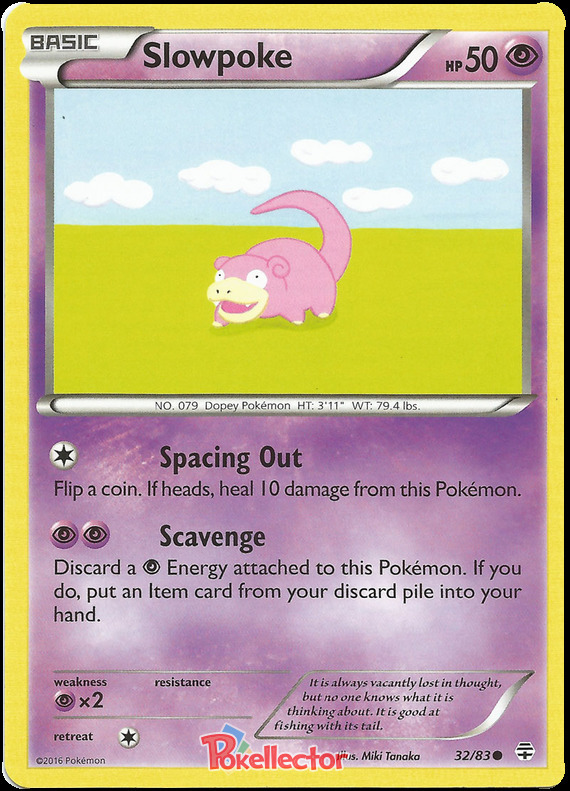 BASIC
Slowpoke
HP 50
NO. 079 Dopey Pokémon HT: 3'11" WT: 79.4 lbs.
Spacing Out
Flip a coin. If heads, heal 10 damage from this Pokémon.
Scavenge
Discard a Energy attached to this Pokémon. If you
do, put an Item card from your discard pile into your
hand.
weakness resistance
×2
retreat
It is always vacantly lost in thought,
but no one knows what it is
thinking about. It is good at
fishing with its tail.
©2016 Pokémon
Pokellector
Illus. Miki Tanaka
32/83